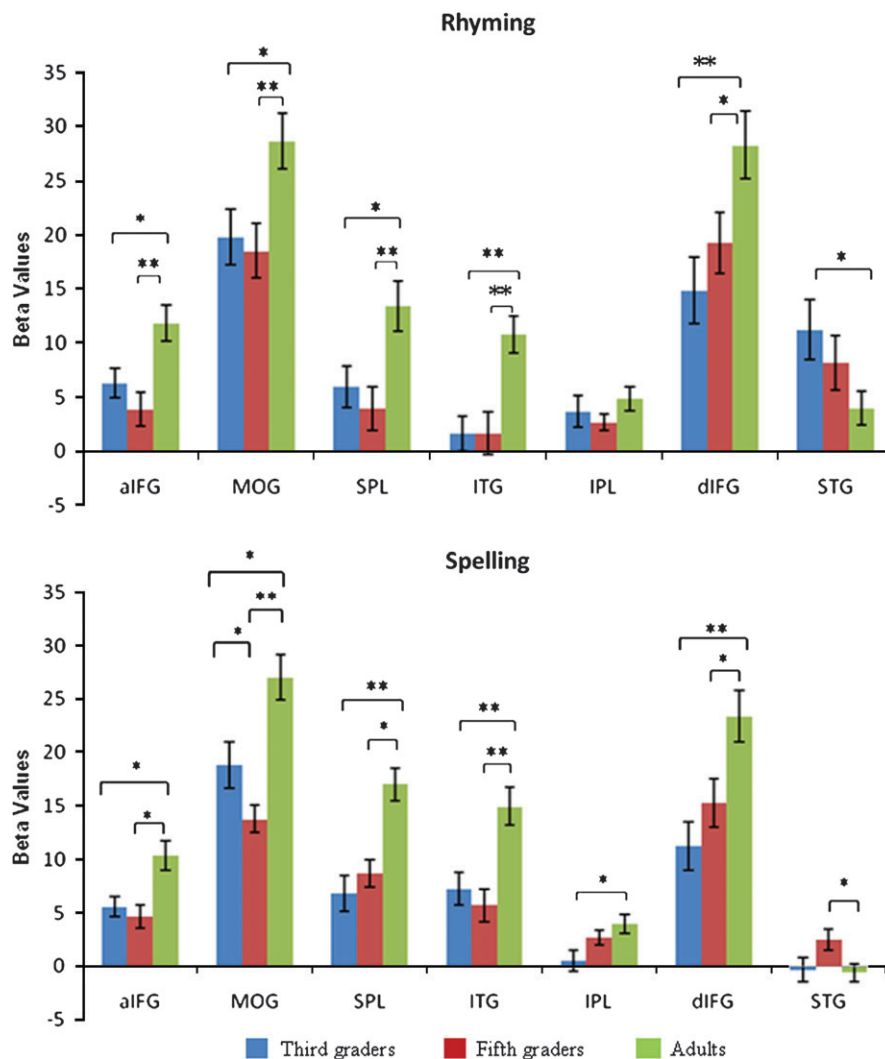 Rhyming
Beta Values
35
30
25
20
15
10
5
0
-5
* ** * ** * ** ** ** ** * *
aIFG MOG SPL ITG IPL dIFG STG
Spelling
Beta Values
35
30
25
20
15
10
5
0
-5
* * * ** * ** * ** ** * ** * *
aIFG MOG SPL ITG IPL dIFG STG
Third graders Fifth graders Adults